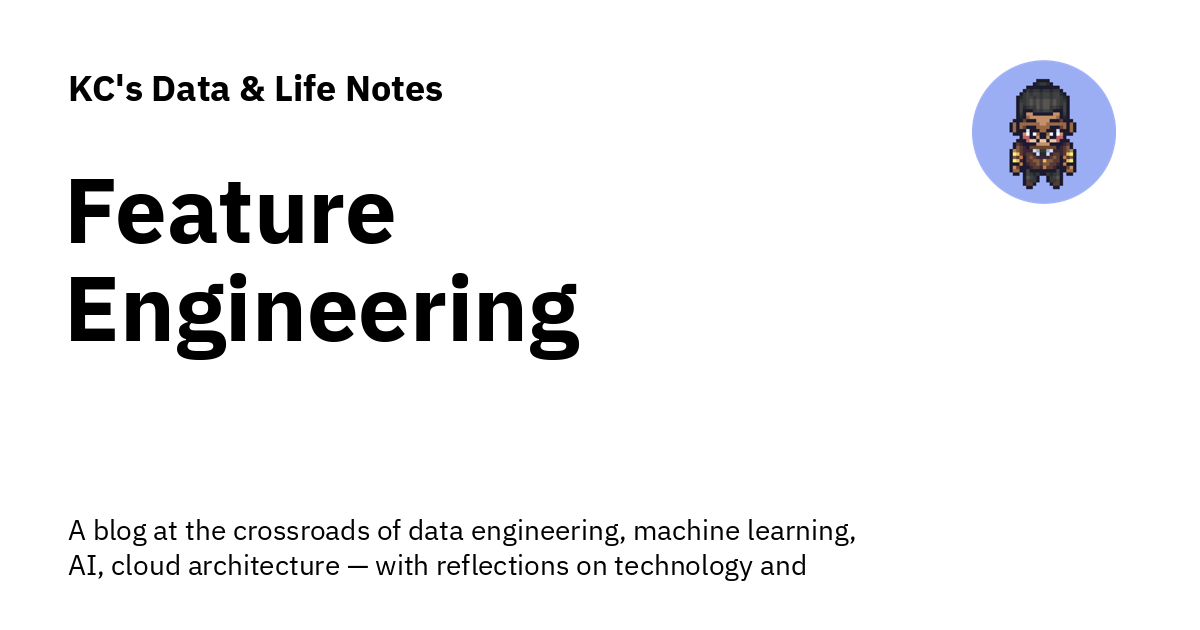 KC's Data & Life Notes
Feature
Engineering
A blog at the crossroads of data engineering, machine learning,
AI, cloud architecture — with reflections on technology and